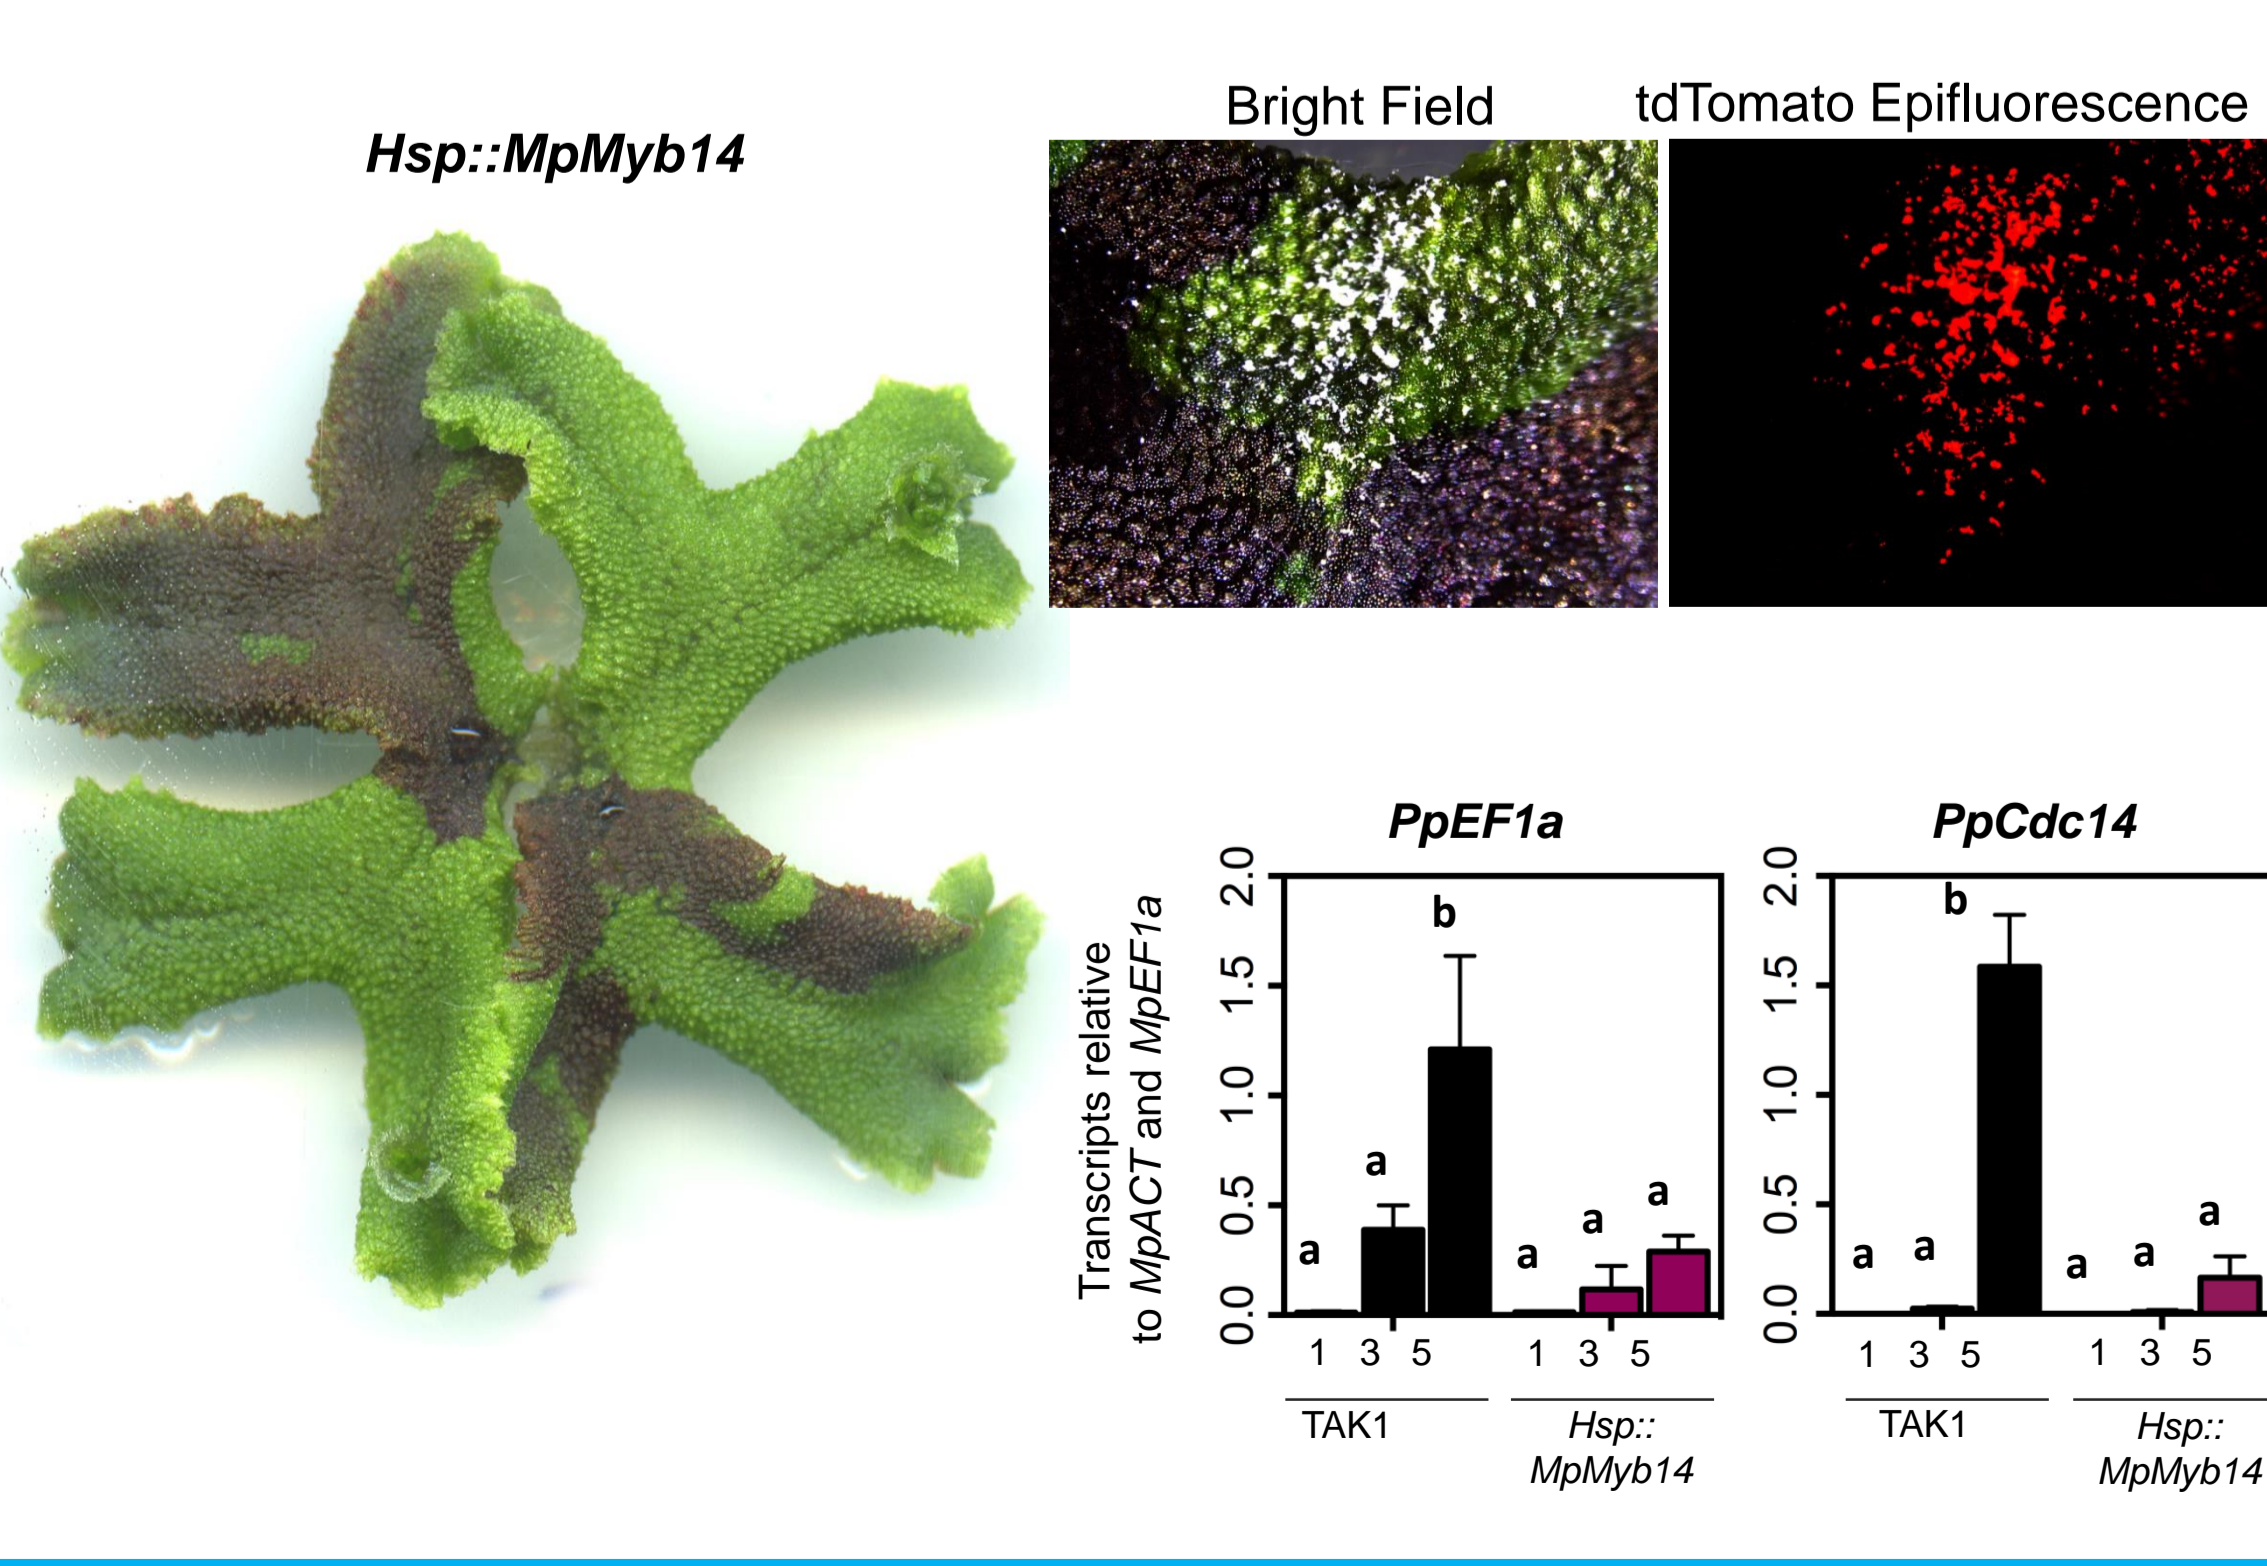 Hsp::MpMyb14
Bright Field
tdTomato Epifluorescence
PpEF1a
Transcripts relative
to MpACT and MpEF1a
2.0
1.5
1.0
0.5
0.0
a
a
b
a
a
a
1 3 5
1 3 5
TAK1
Hsp::
MpMyb14
PpCdc14
2.0
1.5
1.0
0.5
0.0
a
a
b
a
a
a
1 3 5
1 3 5
TAK1
Hsp::
MpMyb14